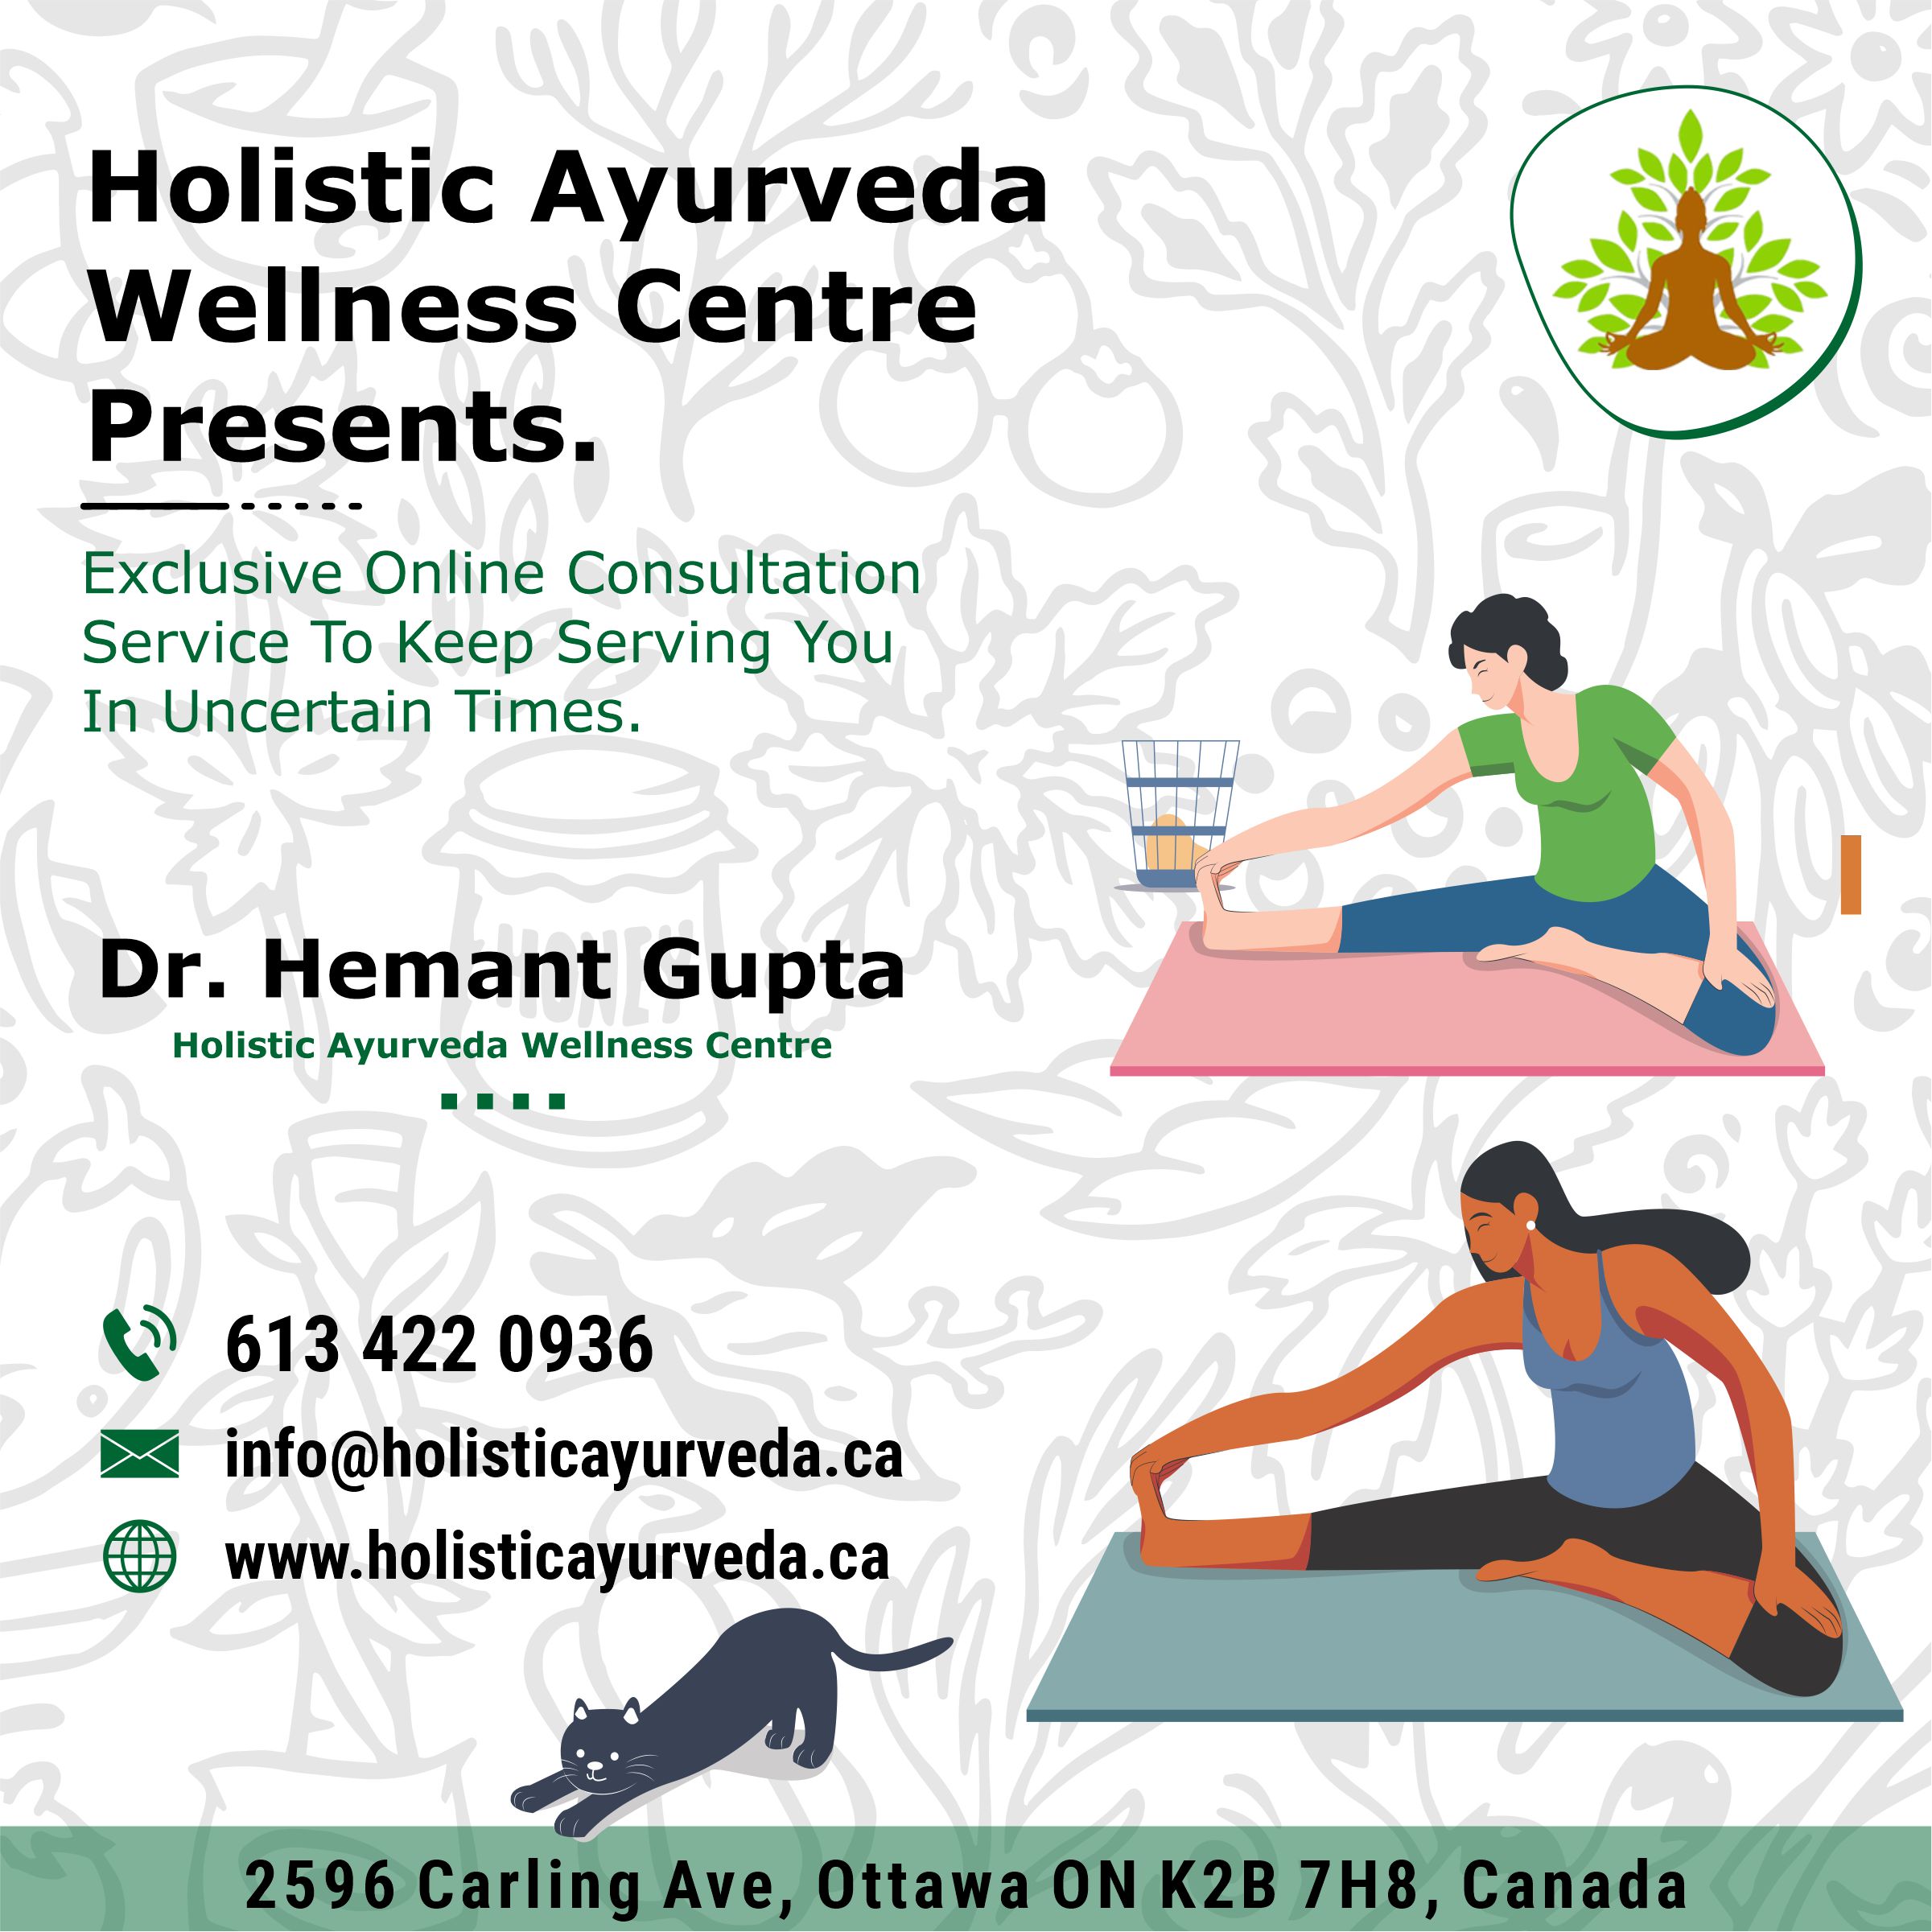 Holistic Ayurveda
Wellness Centre
Presents.
Exclusive Online Consultation
Service To Keep Serving You
In Uncertain Times.
HONEY
Dr. Hemant Gupta
Holistic Ayurveda Wellness Centre
613 422 0936
info@holisticayurveda.ca
www.holisticayurveda.ca
2596 Carling Ave, Ottawa ON K2B 7H8, Canada